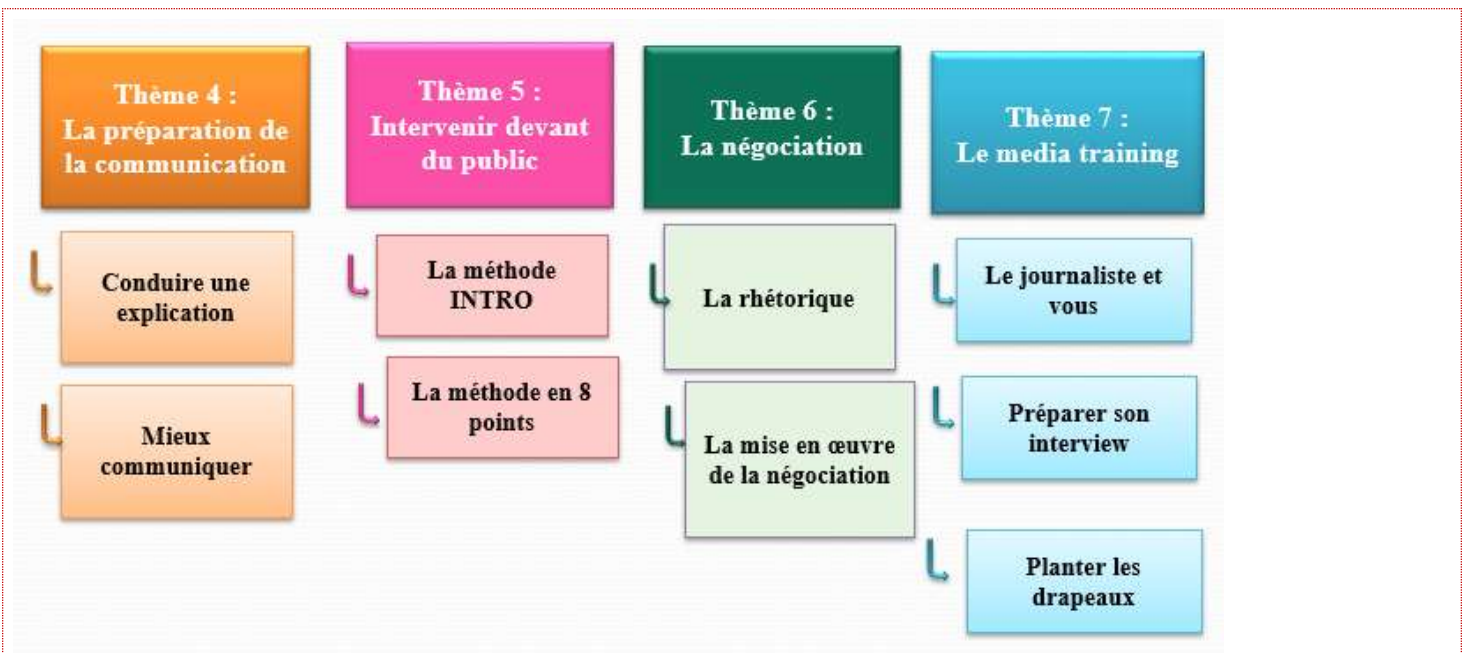 Thème 4 :
La préparation de
la communication
Conduire une
explication
Mieux
communiquer
Thème 5 :
Intervenir devant
du public
La méthode
INTRO
La méthode en 8
points
Thème 6 :
La négociation
La rhétorique
La mise en œuvre
de la négociation
Thème 7 :
Le media training
Le journaliste et
vous
Préparer son
interview
Planter les
drapeaux